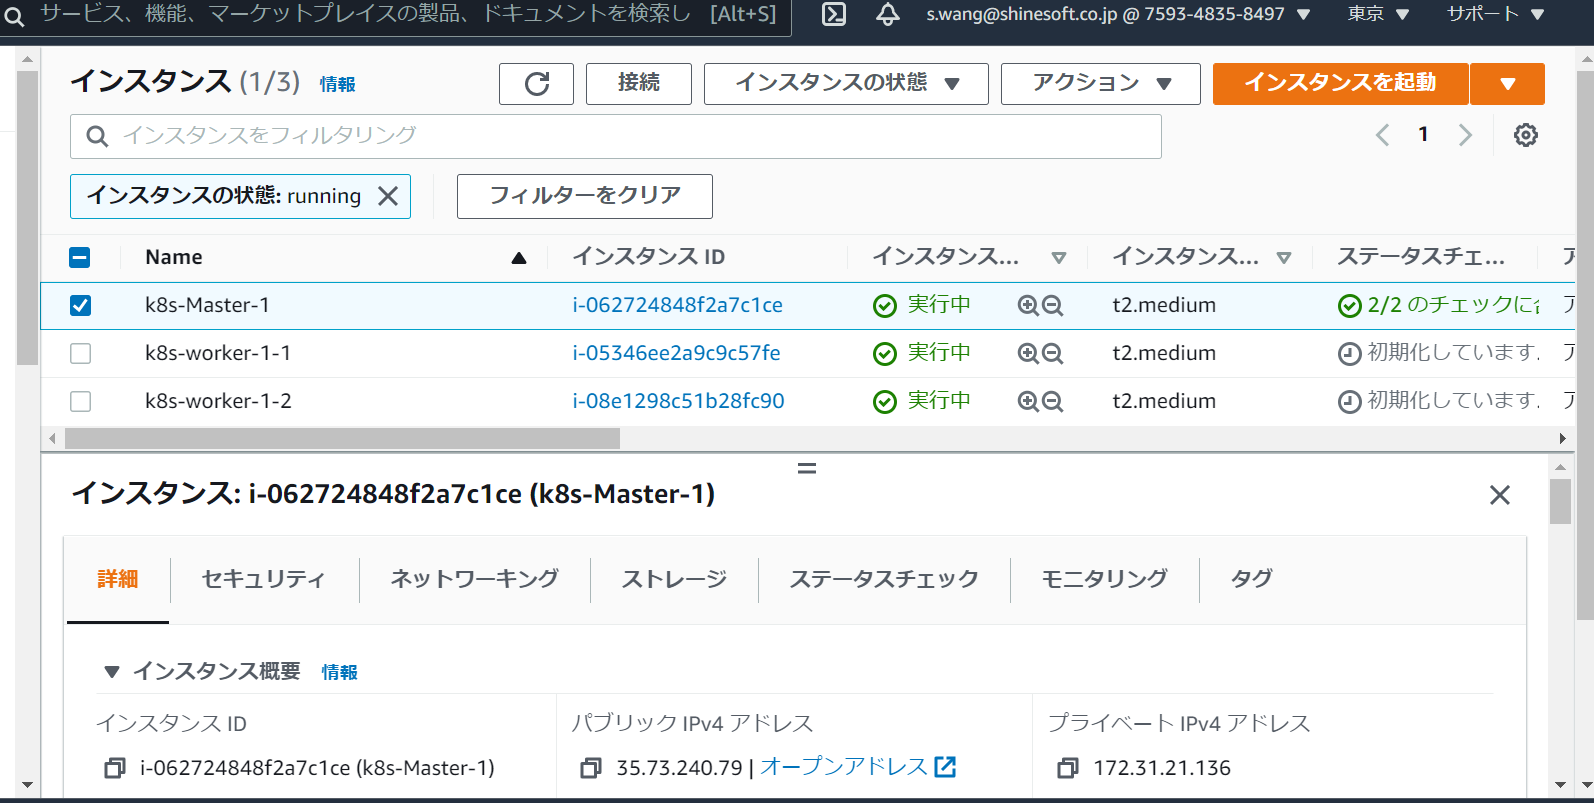 サービス、機能、マーケットプレイスの製品、ドキュメントを検索し [Alt+S] s.wang@shinesoft.co.jp @ 7593-4835-8497 東京 サポート
インスタンス (1/3) 情報 接続 インスタンスの状態 アクション インスタンスを起動
インスタンスをフィルタリング 1
インスタンスの状態: running フィルターをクリア
Name インスタンス ID インスタンス... インスタンス... ステータスチェ...
k8s-Master-1 i-062724848f2a7c1ce 実行中 t2.medium 2/2 のチェックに
k8s-worker-1-1 i-05346ee2a9c9c57fe 実行中 t2.medium 初期化しています.
k8s-worker-1-2 i-08e1298c51b28fc90 実行中 t2.medium 初期化しています.
インスタンス: i-062724848f2a7c1ce (k8s-Master-1)
詳細 セキュリティ ネットワーキング ストレージ ステータスチェック モニタリング タグ
インスタンス概要 情報
インスタンス ID パブリック IPv4 アドレス プライベート IPv4 アドレス
i-062724848f2a7c1ce (k8s-Master-1) 35.73.240.79 | オープンアドレス 172.31.21.136